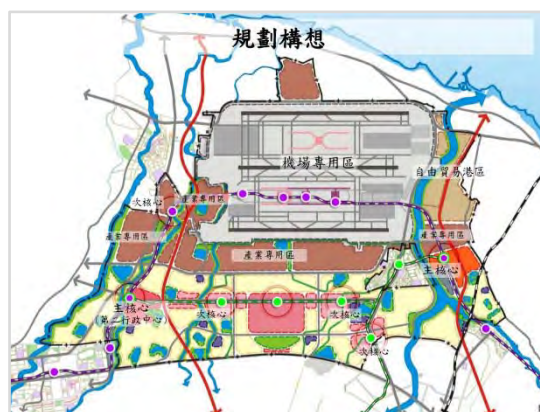 規劃構想
機場專用區
自由貿易港區
產業專用區
次核心
產業專用區
產業專用區
產業專用區
主核心
主核心
(第二行政中心)
次核心
次核心
次核心